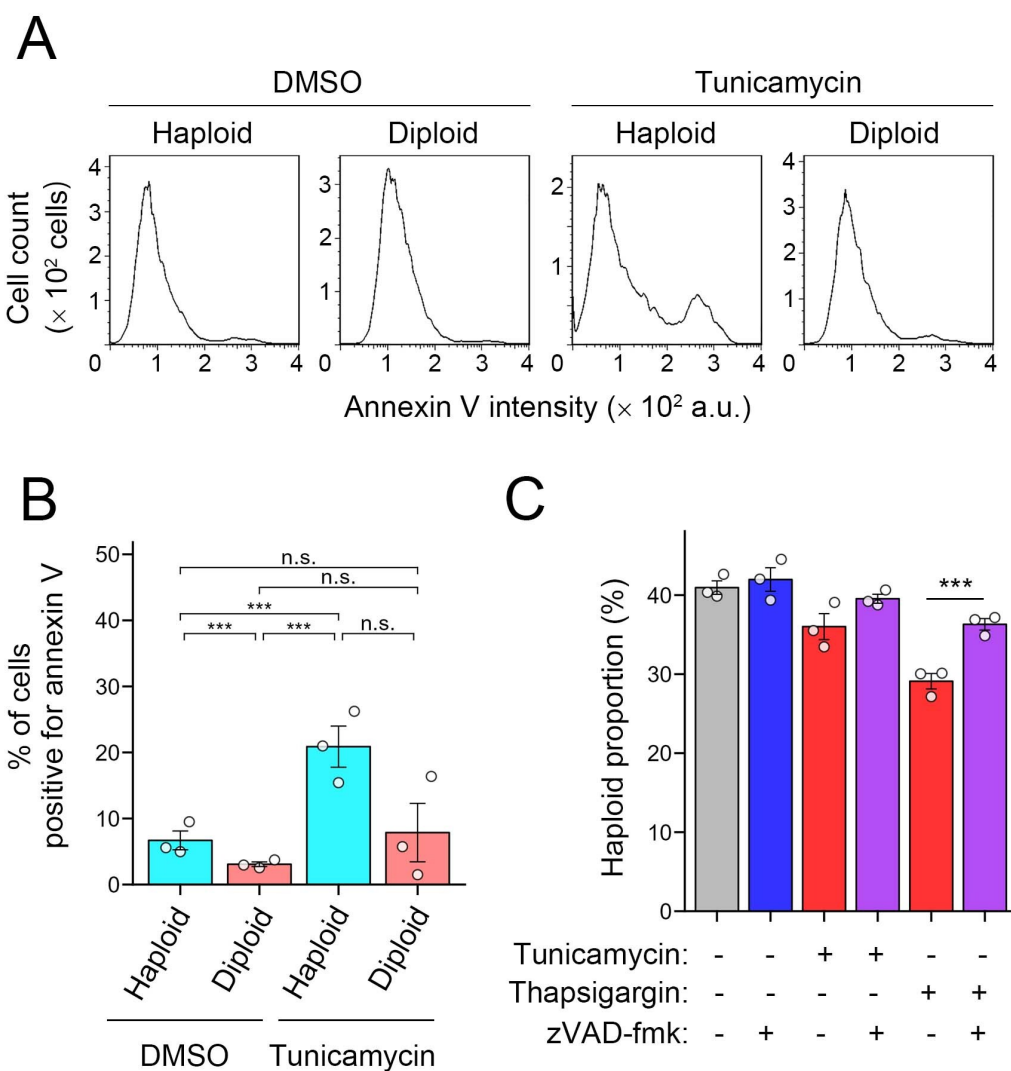 A
DMSO
Tunicamycin
Haploid
Diploid
Haploid
Diploid
Cell count
(× 10² cells)
4
3
2
1
0
1
2
3
4
3
2
1
0
1
2
3
4
2
1
0
1
2
3
4
4
3
2
1
0
1
2
3
4
Annexin V intensity (× 10² a.u.)
B
% of cells
positive for annexin V
50
40
30
20
10
0
n.s.
n.s.
***
***
***
n.s.
Haploid
Diploid
Haploid
Diploid
DMSO
Tunicamycin
C
Haploid proportion (%)
40
30
20
10
0
***
Tunicamycin: - - + + - -
Thapsigargin: - - - - + +
zVAD-fmk: - + - + - +